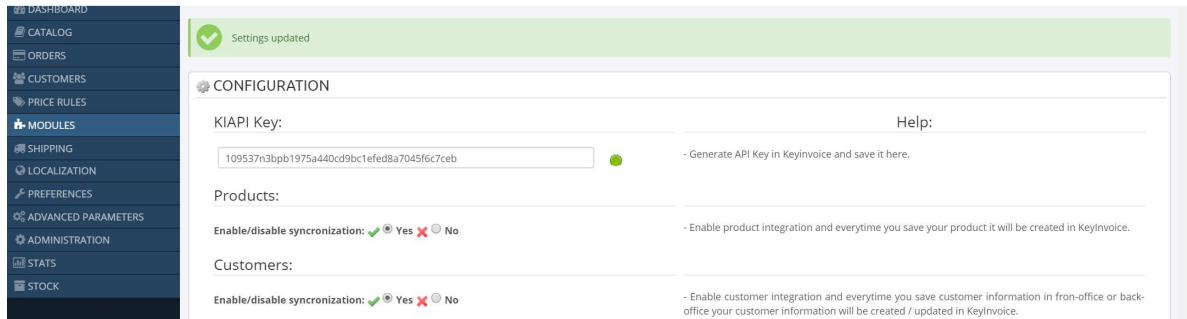 DASHBOARD
CATALOG
ORDERS
CUSTOMERS
PRICE RULES
MODULES
SHIPPING
LOCALIZATION
PREFERENCES
ADVANCED PARAMETERS
ADMINISTRATION
STATS
STOCK
Settings updated
CONFIGURATION
KIAPI Key:
109537n3bpb1975a440cd9bc1efed8a7045f6c7ceb
Help:
- Generate API Key in Keyinvoice and save it here.
Products:
Enable/disable syncronization: Yes No
- Enable product integration and everytime you save your product it will be created in KeyInvoice.
Customers:
Enable/disable syncronization: Yes No
- Enable customer integration and everytime you save customer information in fron-office or back-
office your customer information will be created / updated in KeyInvoice.